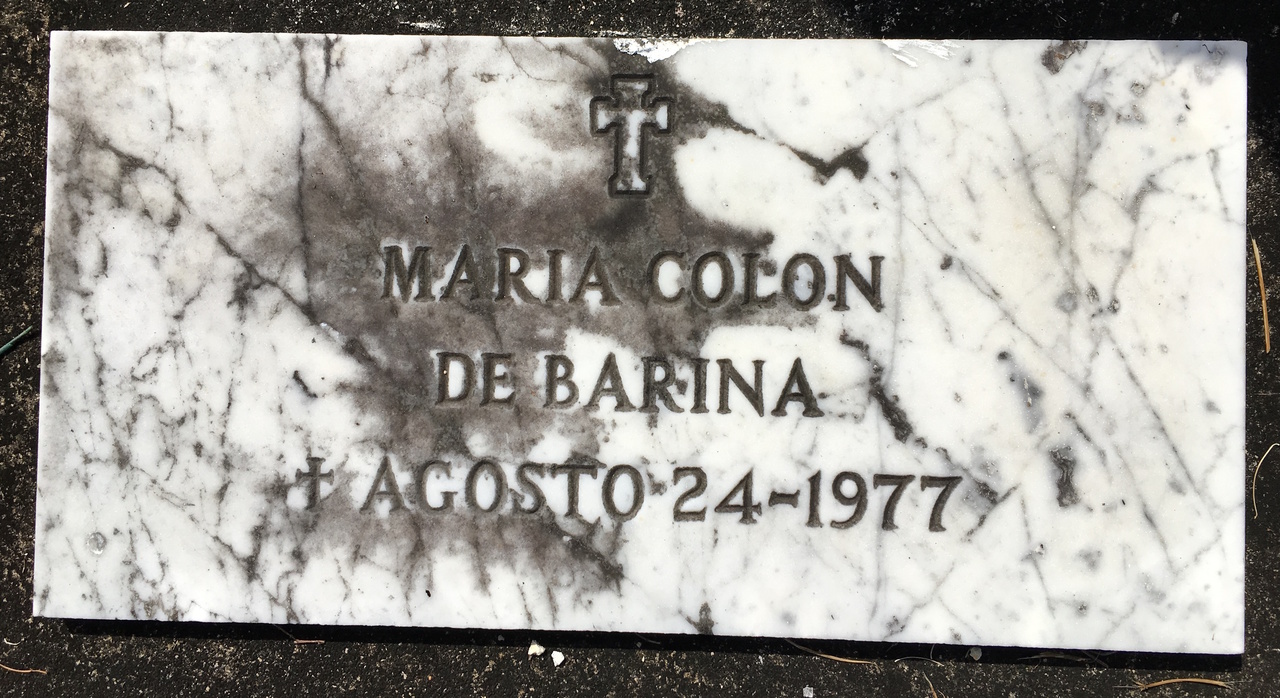 MARIA COLON
DE BARINA
✝ AGOSTO 24-1977